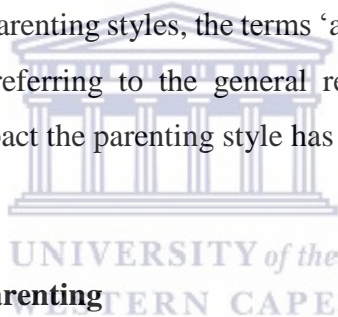 arenting styles, the terms ‘a
referring to the general re
pact the parenting style has
UNIVERSITY of the
arenting
WESTERN CAPE